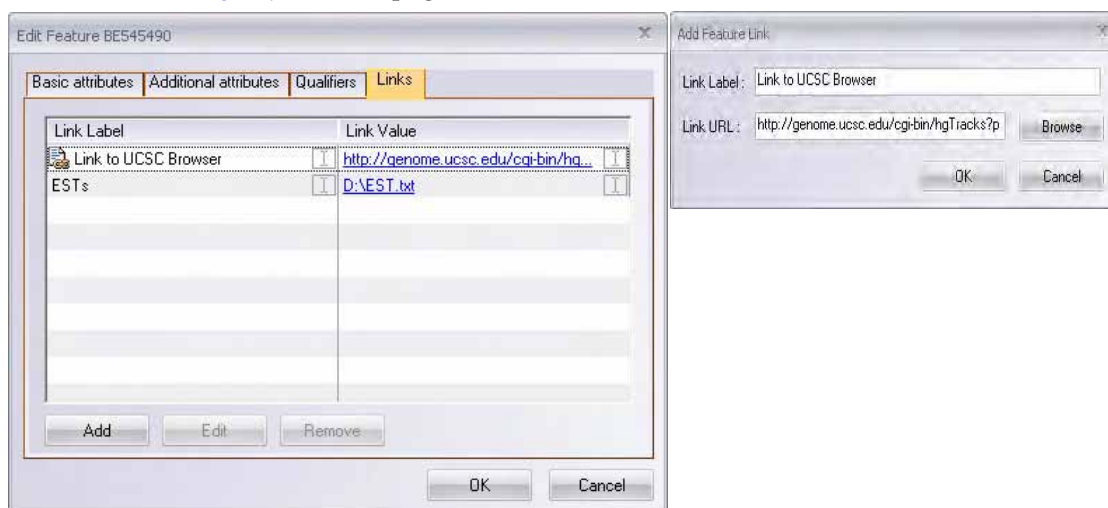 Edit Feature BE545490
Basic attributes Additional attributes Qualifiers Links
Link Label Link Value
Link to UCSC Browser http://genome.ucsc.edu/cgi-bin/hg...
ESTs D:\EST.txt
Add Edit Remove
OK Cancel
Add Feature Link
Link Label: Link to UCSC Browser
Link URL: http://genome.ucsc.edu/cgi-bin/hgTracks?p Browse
OK Cancel